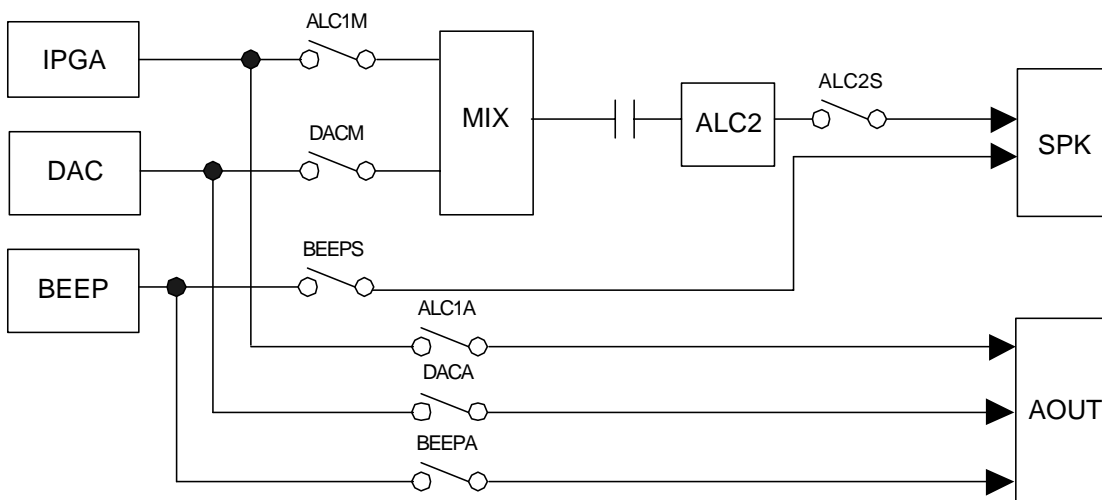 ALC1M
IPGA
MIX
ALC2S
ALC2
SPK
DACM
DAC
BEEPS
BEEP
ALC1A
DACA
AOUT
BEEPA